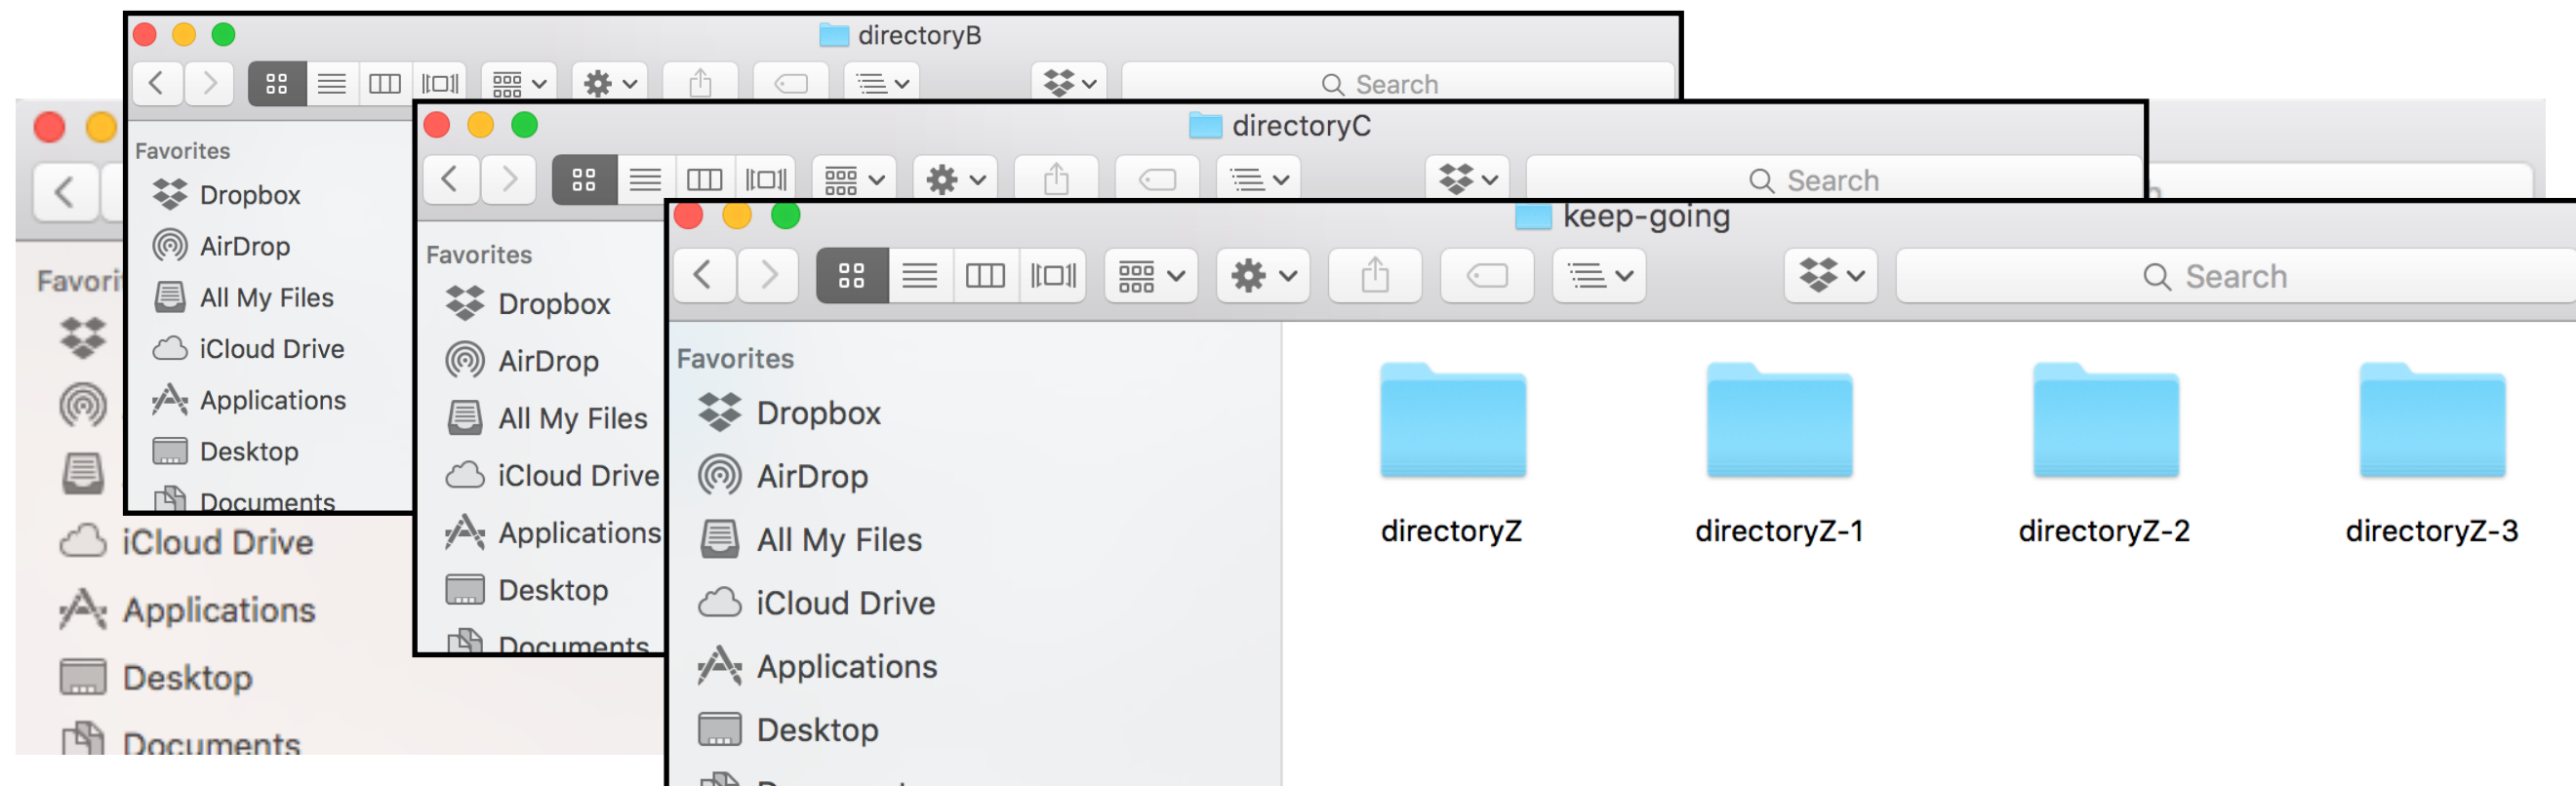 directoryB
Search
Favorites
Dropbox
AirDrop
All My Files
iCloud Drive
Applications
Desktop
Documents
directoryC
Search
Favorites
Dropbox
AirDrop
All My Files
iCloud Drive
Applications
Desktop
Documents
keep-going
Search
Favorites
Dropbox
AirDrop
All My Files
iCloud Drive
Applications
Desktop
directoryZ directoryZ-1 directoryZ-2 directoryZ-3
Favori
iCloud Drive
Applications
Desktop
Documents